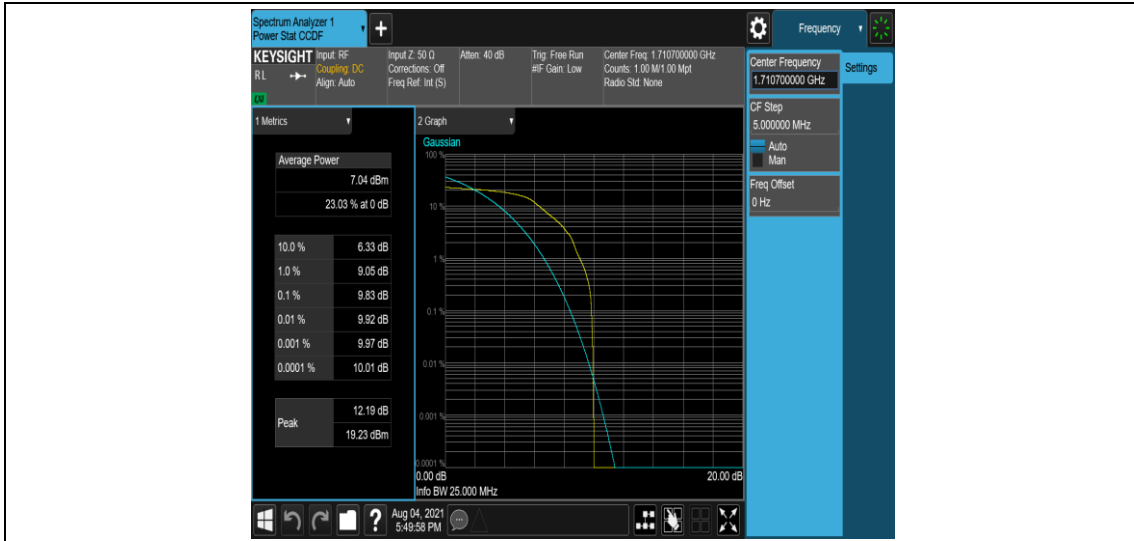 Spectrum Analyzer 1
Power Stat CCDF
+
Frequency
KEYSIGHT
RL
Input: RF
Coupling: DC
Align: Auto
Input Z: 50 Ω
Corrections: Off
Freq Ref: Int (S)
Atten: 40 dB
Trig: Free Run
#IF Gain: Low
Center Freq: 1.710700000 GHz
Counts: 1.00 M/1.00 Mpt
Radio Std: None
Center Frequency
1.710700000 GHz
Settings
CF Step
5.000000 MHz
Auto
Man
Freq Offset
0 Hz
1 Metrics
Average Power
7.04 dBm
23.03 % at 0 dB
10.0 % 6.33 dB
1.0 % 9.05 dB
0.1 % 9.83 dB
0.01 % 9.92 dB
0.001 % 9.97 dB
0.0001 % 10.01 dB
Peak
12.19 dB
19.23 dBm
2 Graph
Gaussian
100 %
10 %
1 %
0.1 %
0.01 %
0.001 %
0.0001 %
0.00 dB 20.00 dB
Info BW 25.000 MHz
?
Aug 04, 2021
5:49:58 PM